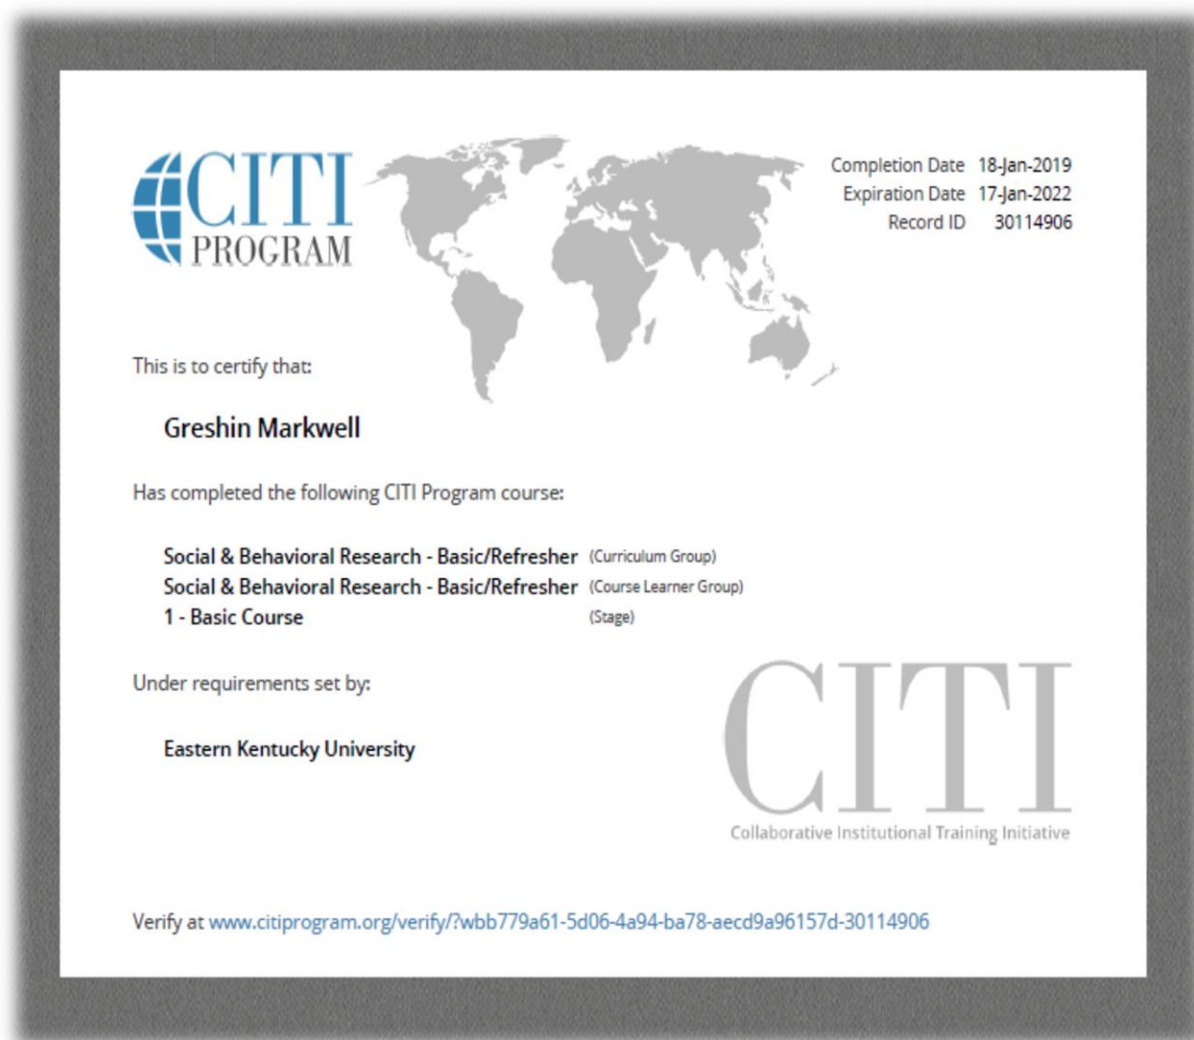 CITI
PROGRAM
Completion Date 18-Jan-2019
Expiration Date 17-Jan-2022
Record ID 30114906
This is to certify that:
Greshin Markwell
Has completed the following CITI Program course:
Social & Behavioral Research - Basic/Refresher (Curriculum Group)
Social & Behavioral Research - Basic/Refresher (Course Learner Group)
1 - Basic Course (Stage)
Under requirements set by:
Eastern Kentucky University
CITI
Collaborative Institutional Training Initiative
Verify at www.citiprogram.org/verify/?wbb779a61-5d06-4a94-ba78-aecd9a96157d-30114906